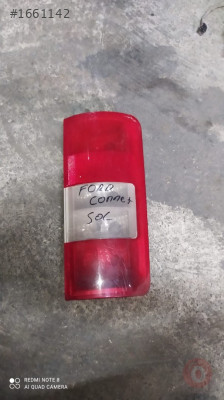 #1661142
FORD
CONNECT
SOL
REDMI NOTE 8
AI QUAD CAMERA